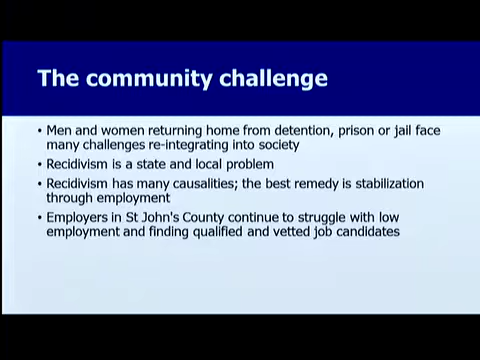 The community challenge
• Men and women returning home from detention, prison or jail face
many challenges re-integrating into society
• Recidivism is a state and local problem
• Recidivism has many causalities; the best remedy is stabilization
through employment
• Employers in St John's County continue to struggle with low
employment and finding qualified and vetted job candidates